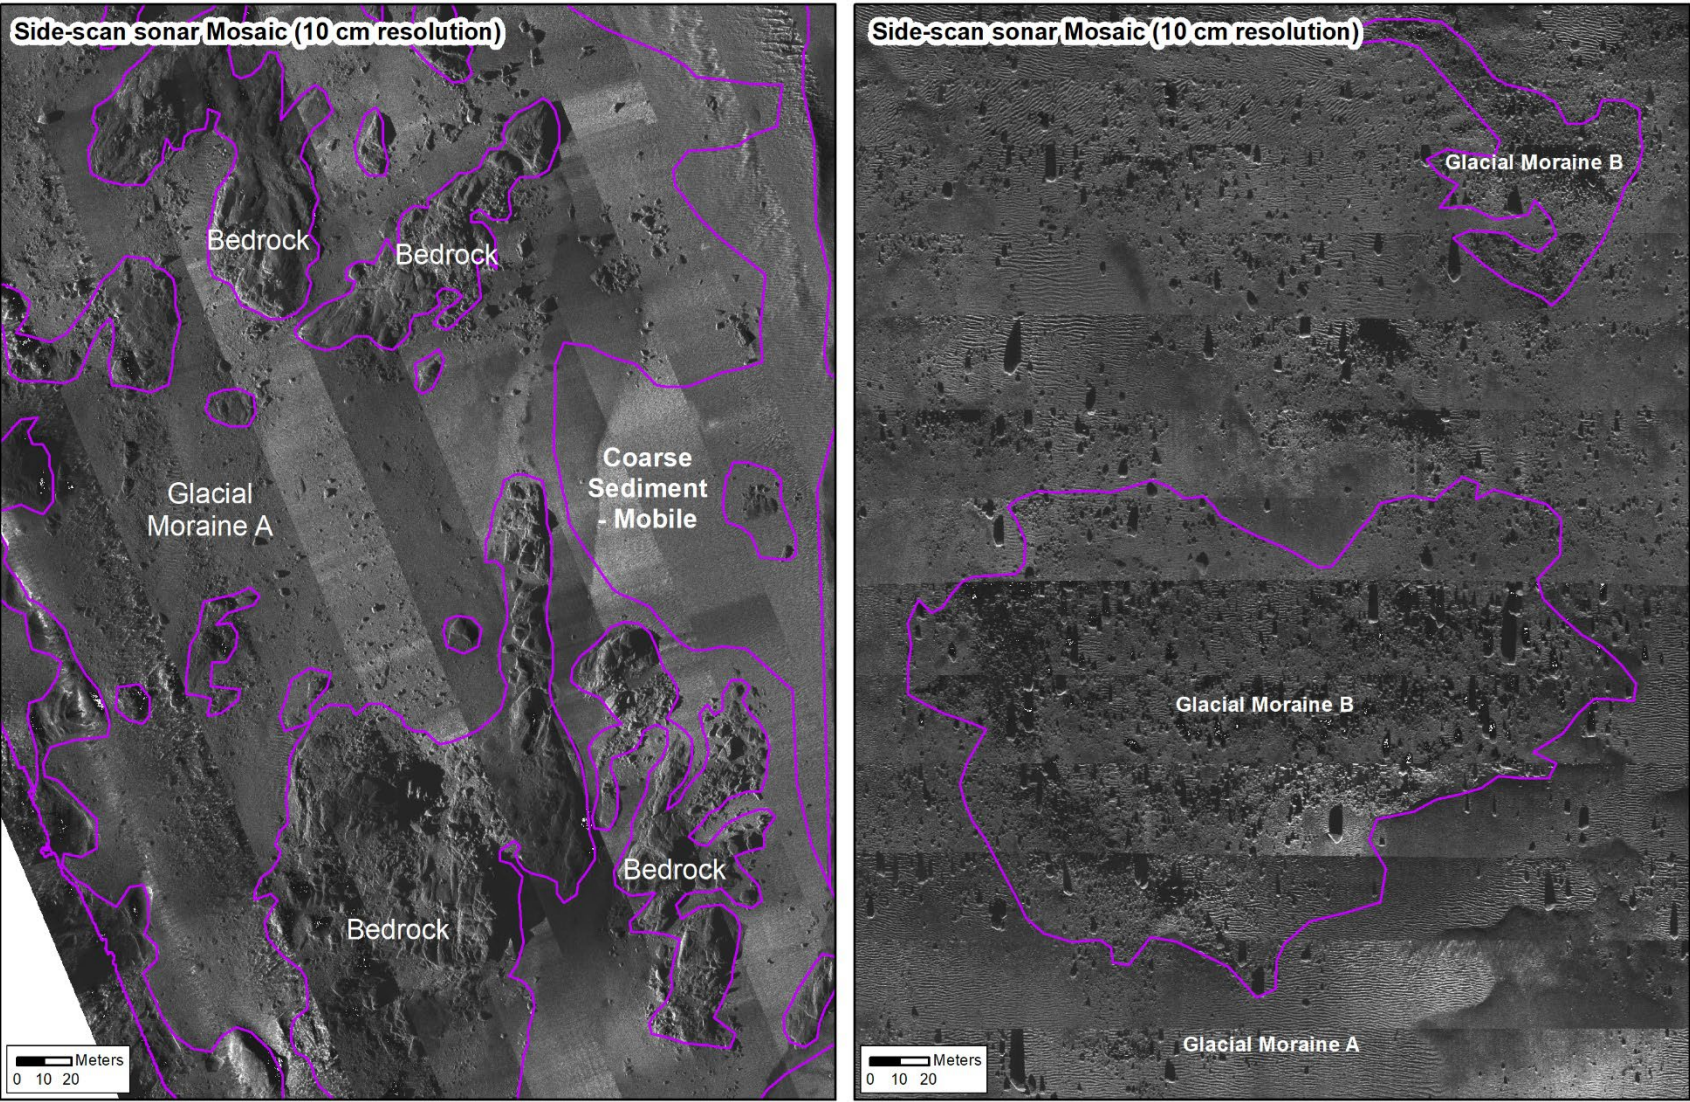 Side-scan sonar Mosaic (10 cm resolution)
Bedrock
Bedrock
Coarse
Sediment
- Mobile
Glacial
Moraine A
Bedrock
Bedrock
Meters
0 10 20
Side-scan sonar Mosaic (10 cm resolution)
Glacial Moraine B
Glacial Moraine B
Glacial Moraine A
Meters
0 10 20